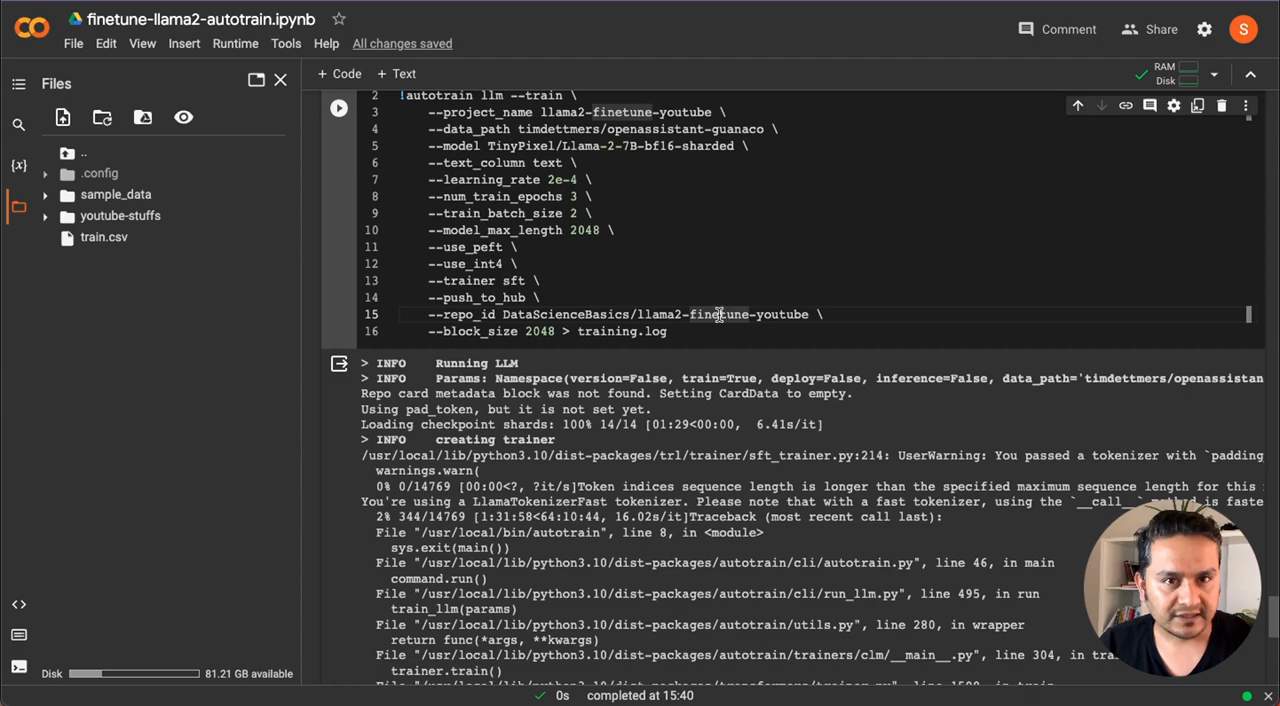 finetune-llama2-autotrain.ipynb
File Edit View Insert Runtime Tools Help All changes saved
Comment Share S
Files
+ Code + Text
RAM
Disk
..
.config
sample_data
youtube-stuffs
train.csv
{x}
2 !autotrain llm --train \
3 --project_name llama2-finetune-youtube \
4 --data_path timdettmers/openassistant-guanaco \
5 --model TinyPixel/Llama-2-7B-bf16-sharded \
6 --text_column text \
7 --learning_rate 2e-4 \
8 --num_train_epochs 3 \
9 --train_batch_size 2 \
10 --model_max_length 2048 \
11 --use_peft \
12 --use_int4 \
13 --trainer sft \
14 --push_to_hub \
15 --repo_id DataScienceBasics/llama2-finetune-youtube \
16 --block_size 2048 > training.log
> INFO Running LLM
> INFO Params: Namespace(version=False, train=True, deploy=False, inference=False, data_path='timdettmers/openassistan
Repo card metadata block was not found. Setting CardData to empty.
Using pad_token, but it is not set yet.
Loading checkpoint shards: 100% 14/14 [01:29<00:00, 6.41s/it]
> INFO creating trainer
/usr/local/lib/python3.10/dist-packages/trl/trainer/sft_trainer.py:214: UserWarning: You passed a tokenizer with `padding
warnings.warn(
0% 0/14769 [00:00<?, ?it/s]Token indices sequence length is longer than the specified maximum sequence length for this
You're using a LlamaTokenizerFast tokenizer. Please note that with a fast tokenizer, using the `__call__` method is faste
2% 344/14769 [1:31:58<64:10:44, 16.02s/it]Traceback (most recent call last):
File "/usr/local/bin/autotrain", line 8, in <module>
sys.exit(main())
File "/usr/local/lib/python3.10/dist-packages/autotrain/cli/autotrain.py", line 46, in main
command.run()
File "/usr/local/lib/python3.10/dist-packages/autotrain/cli/run_llm.py", line 495, in run
train_llm(params)
File "/usr/local/lib/python3.10/dist-packages/autotrain/utils.py", line 280, in wrapper
return func(*args, **kwargs)
File "/usr/local/lib/python3.10/dist-packages/autotrain/trainers/clm/__main__.py", line 304, in trai
trainer.train()
Disk 81.21 GB available
0s completed at 15:40